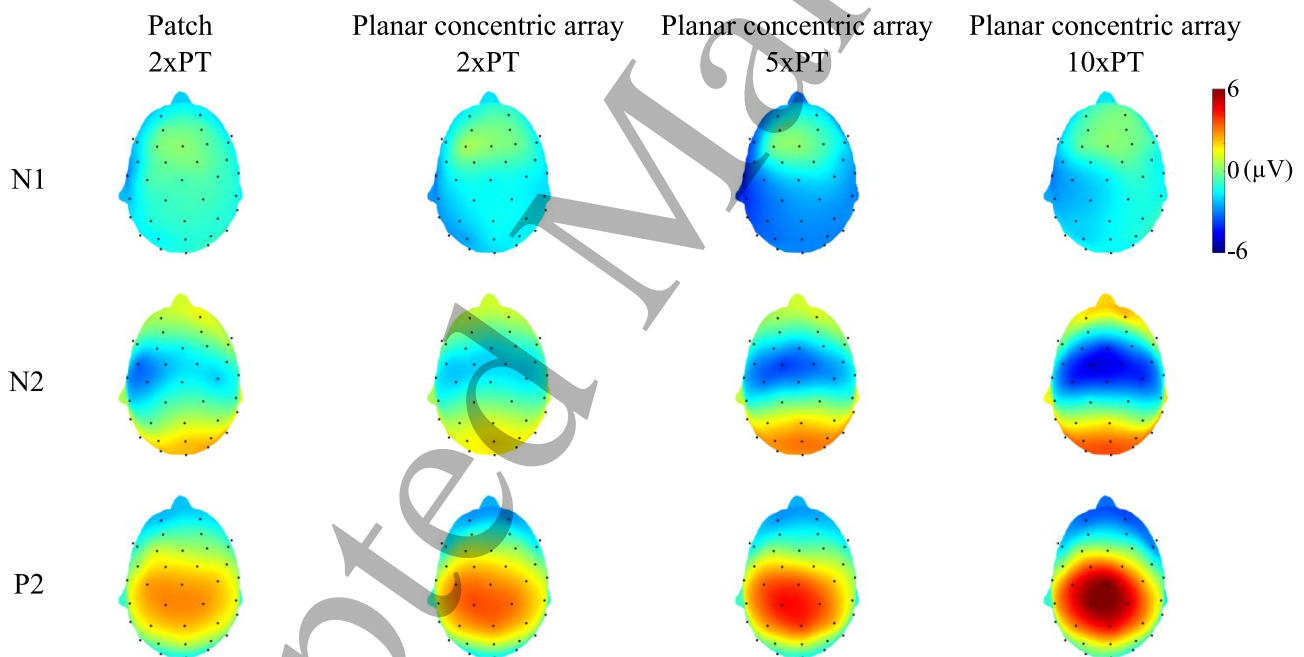 Patch
2xPT
Planar concentric array
2xPT
Planar concentric array
5xPT
Planar concentric array
10xPT
6
0 (µV)
-6
N1
N2
P2